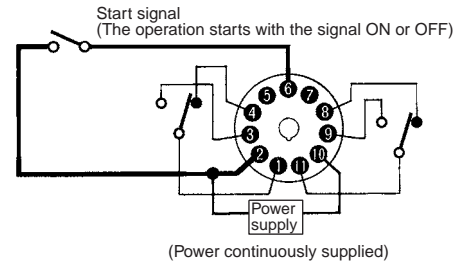 Start signal
(The operation starts with the signal ON or OFF)
6
5 7
4 8
3 9
2 10
1 11
Power
supply
(Power continuously supplied)